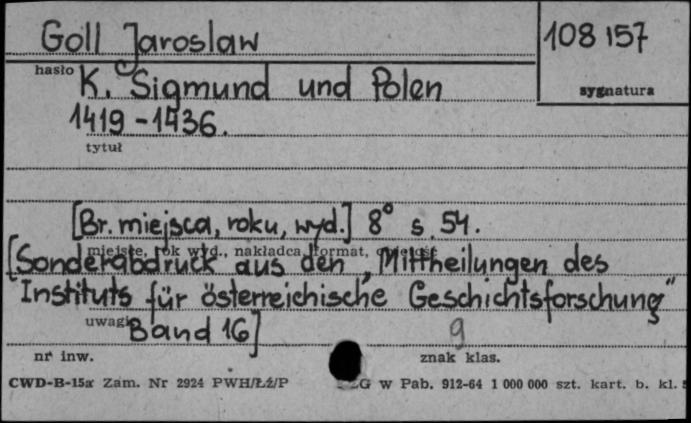 Goll Jaroslaw
108 157
hasło
K. Sigmund und Polen
sygnatura
1419-1436.
tytuł
[Br. miejsca, roku, wyd.] 8° s. 54.
miejsce, rok wyd., nakładca, format,
[Sonderabdruck aus den „Mittheilungen des
Instituts für österreichische Geschichtsforschung"
uwagi
Band 16]
9
nr inw.
znak klas.
CWD-B-15a Zam. Nr 2924 PWH/Łź/P
w Pab. 912-64 1 000 000 szt. kart. b. kl.